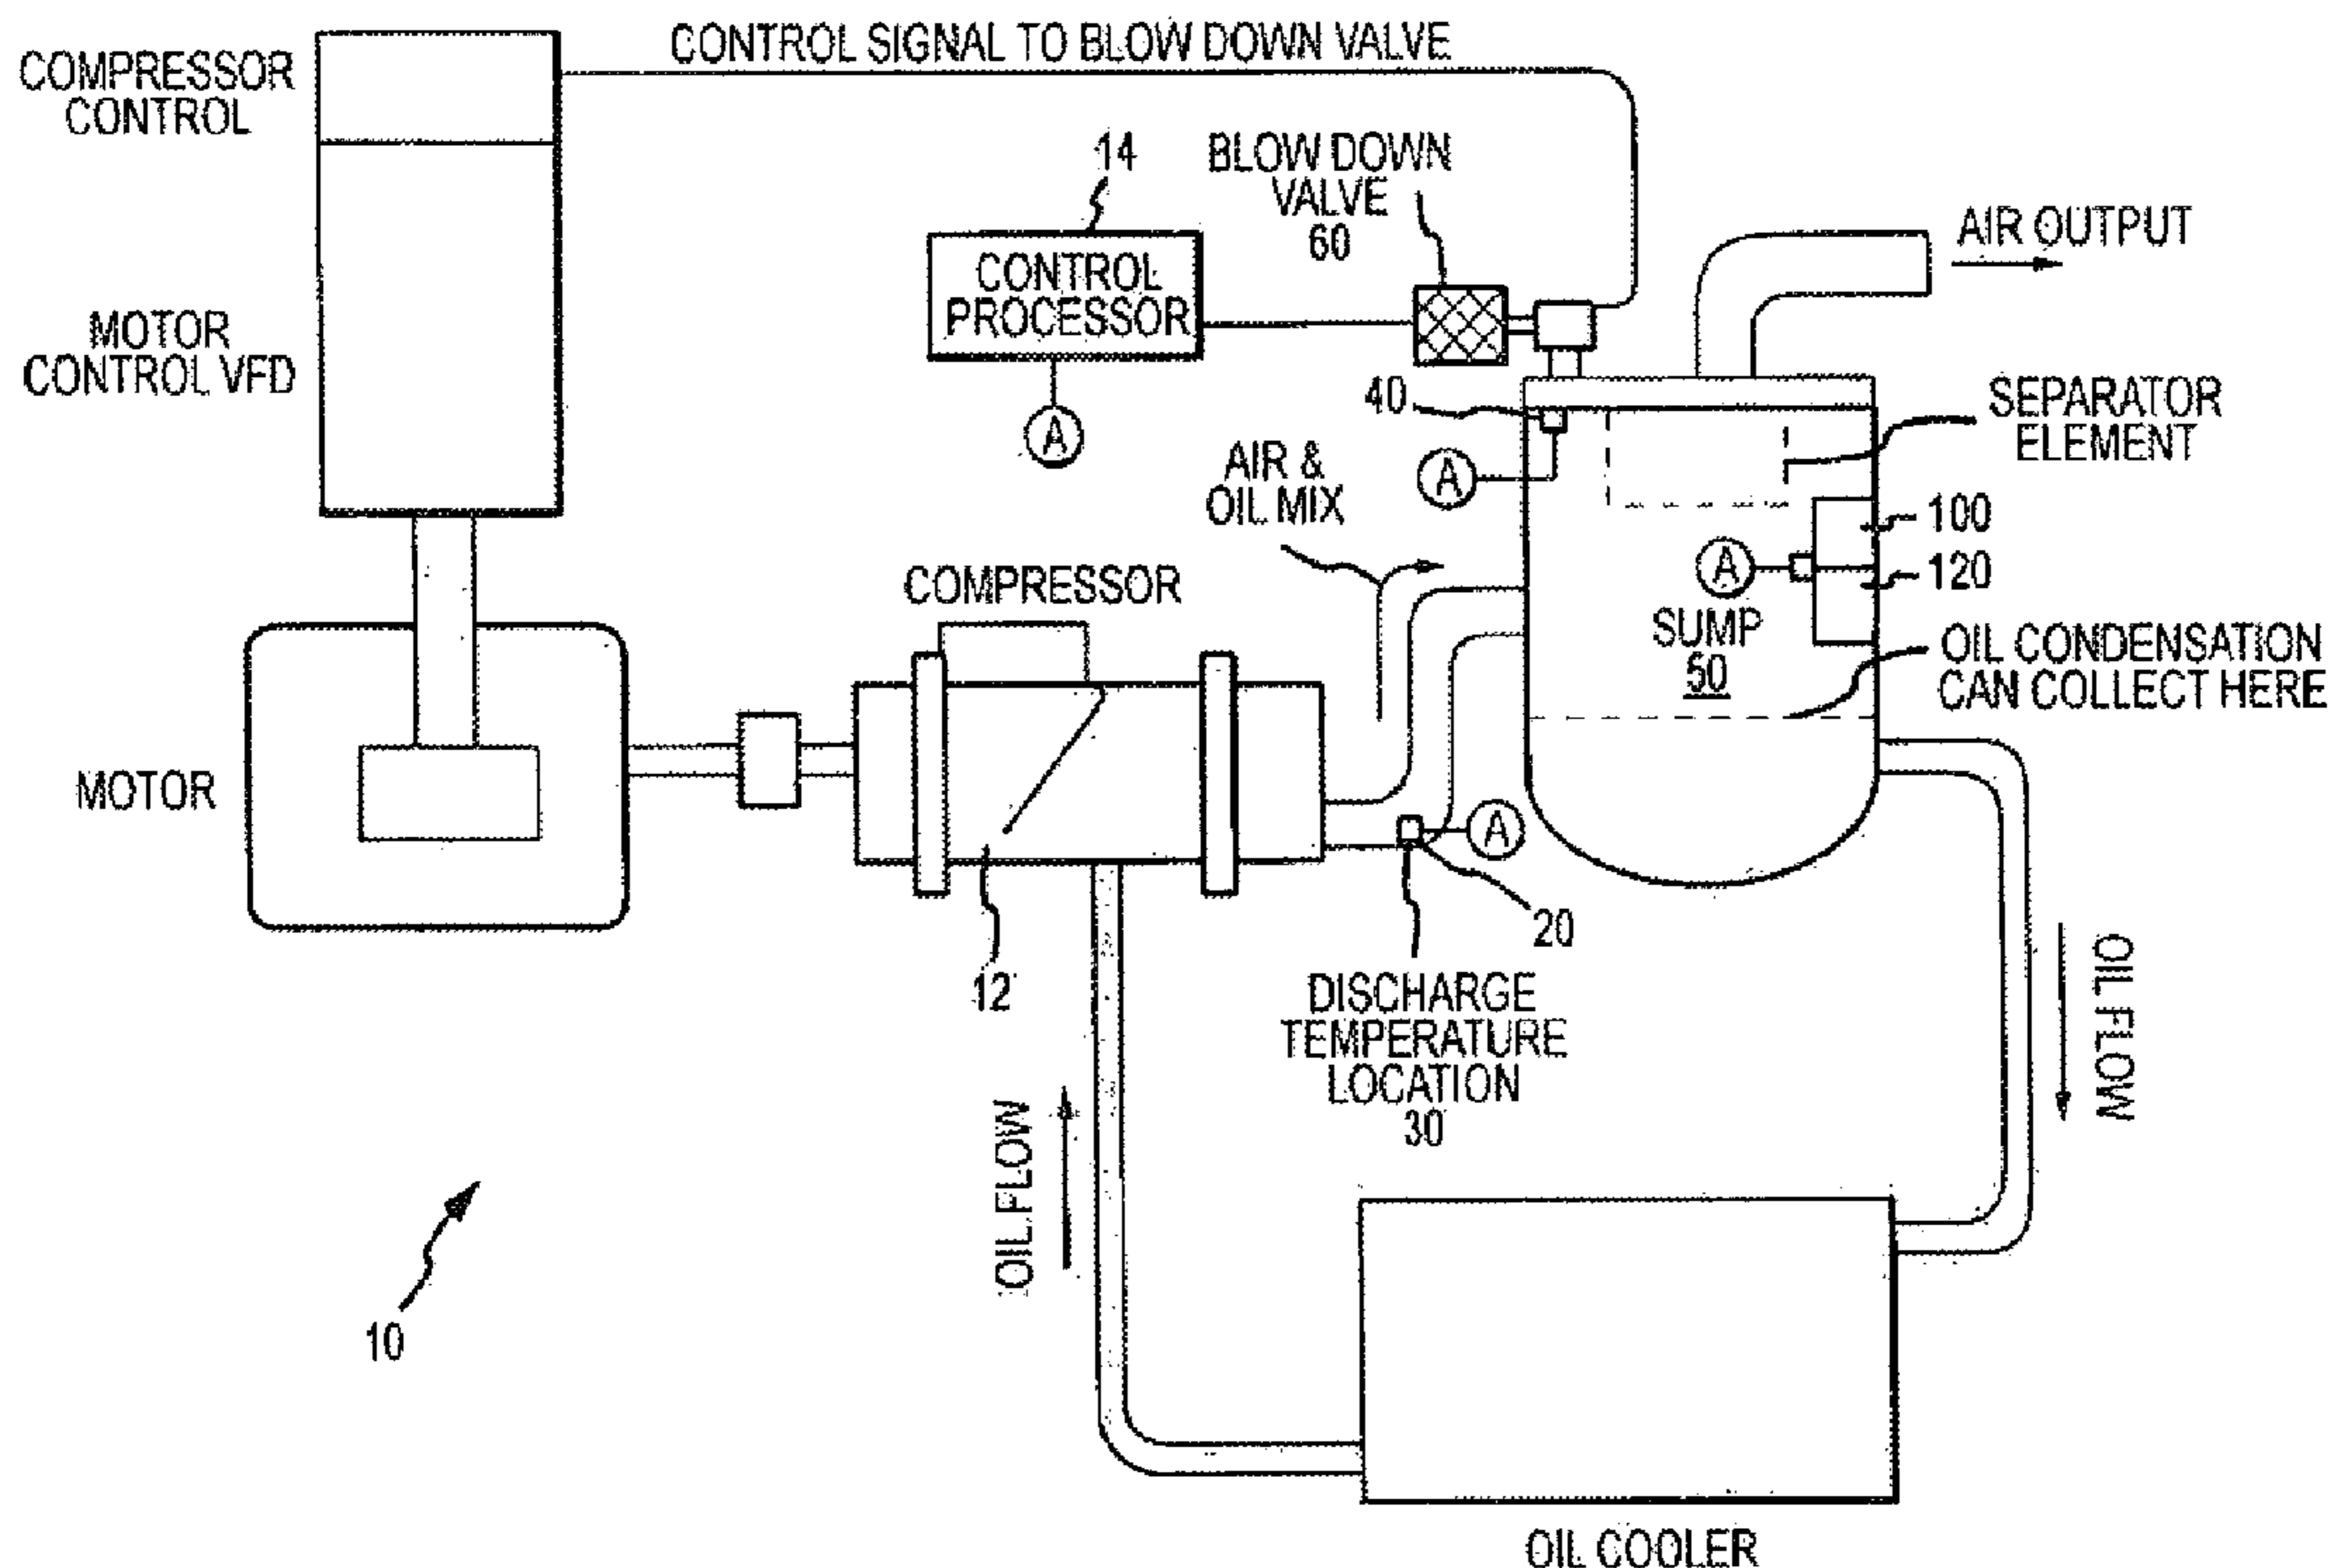 CONTROL SIGNAL TO BLOW DOWN VALVE
COMPRESSOR
CONTROL
14
BLOW DOWN
VALVE
60
AIR OUTPUT
CONTROL
PROCESSOR
MOTOR
CONTROL VFD
A
40
SEPARATOR
ELEMENT
AIR &
OIL MIX
A
100
A
120
COMPRESSOR
SUMP
50
OIL CONDENSATION
CAN COLLECT HERE
MOTOR
A
20
12
DISCHARGE
TEMPERATURE
LOCATION
30
OIL FLOW
OIL FLOW
10
OIL COOLER